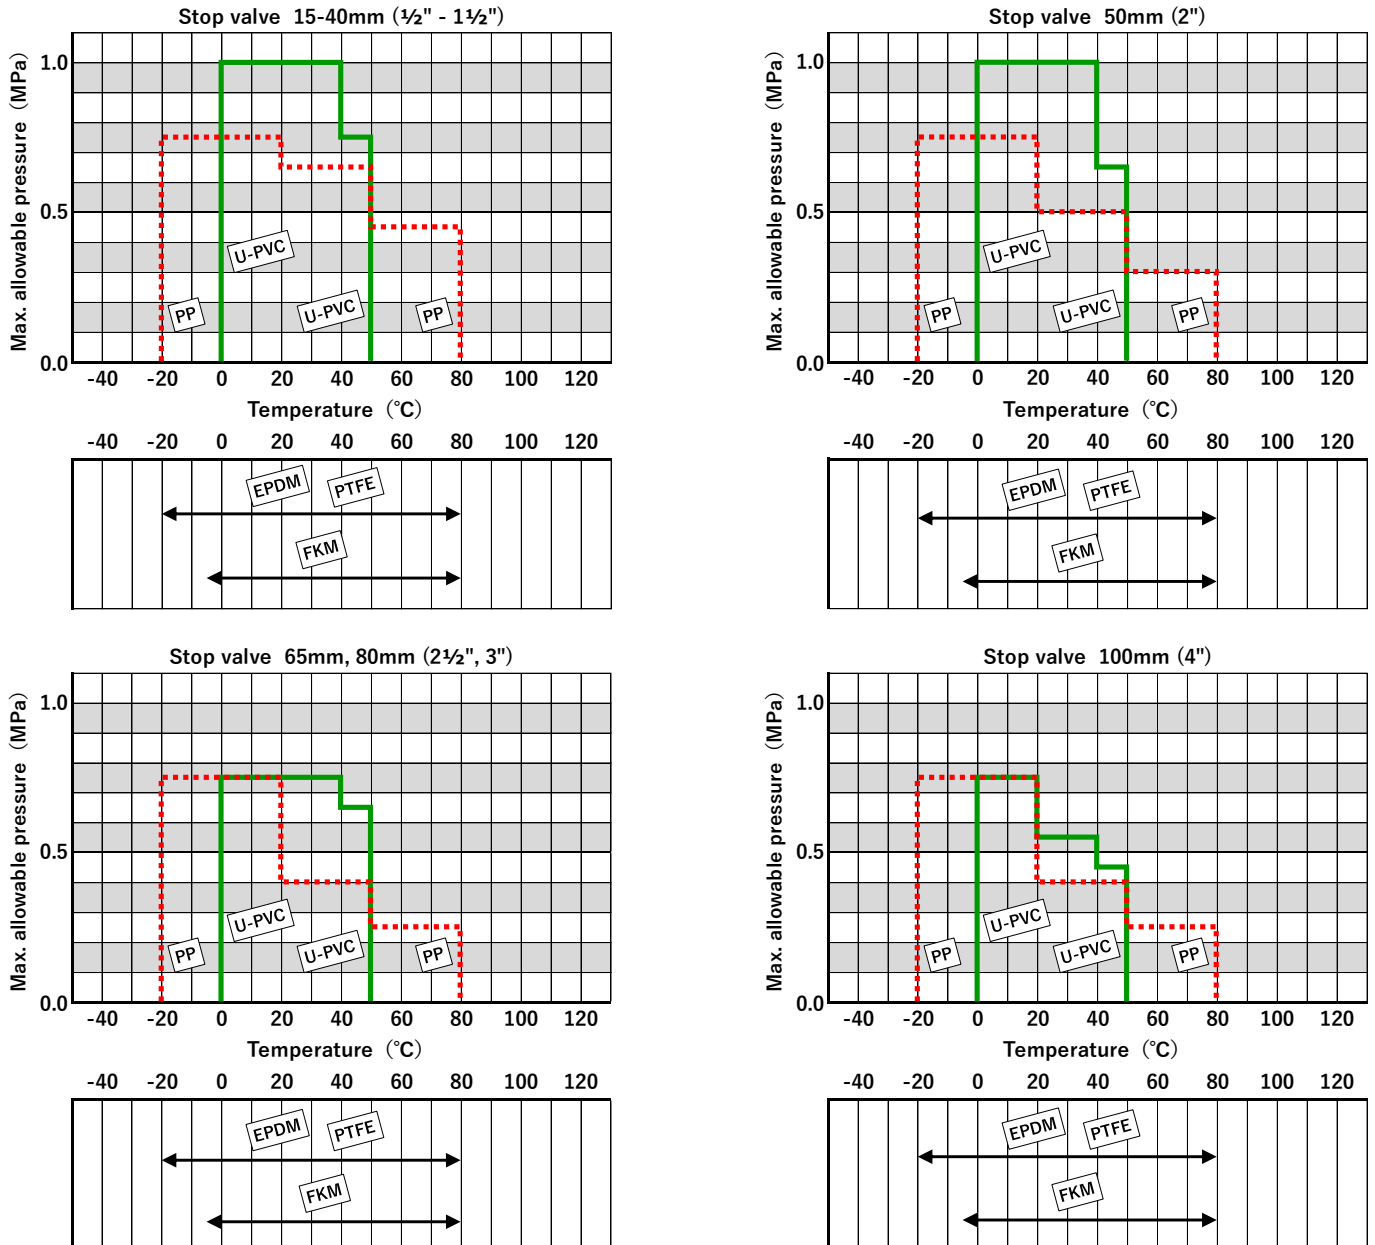 Stop valve 15-40mm (½" - 1½")
Max. allowable pressure (MPa)
1.0
0.5
0.0
U-PVC
PP
U-PVC
PP
-40 -20 0 20 40 60 80 100 120
Temperature (℃)
-40 -20 0 20 40 60 80 100 120
EPDM PTFE
FKM
Stop valve 50mm (2")
Max. allowable pressure (MPa)
1.0
0.5
0.0
U-PVC
PP
U-PVC
PP
-40 -20 0 20 40 60 80 100 120
Temperature (℃)
-40 -20 0 20 40 60 80 100 120
EPDM PTFE
FKM
Stop valve 65mm, 80mm (2½", 3")
Max. allowable pressure (MPa)
1.0
0.5
0.0
U-PVC
PP
U-PVC
PP
-40 -20 0 20 40 60 80 100 120
Temperature (℃)
-40 -20 0 20 40 60 80 100 120
EPDM PTFE
FKM
Stop valve 100mm (4")
Max. allowable pressure (MPa)
1.0
0.5
0.0
U-PVC
PP
U-PVC
PP
-40 -20 0 20 40 60 80 100 120
Temperature (℃)
-40 -20 0 20 40 60 80 100 120
EPDM PTFE
FKM